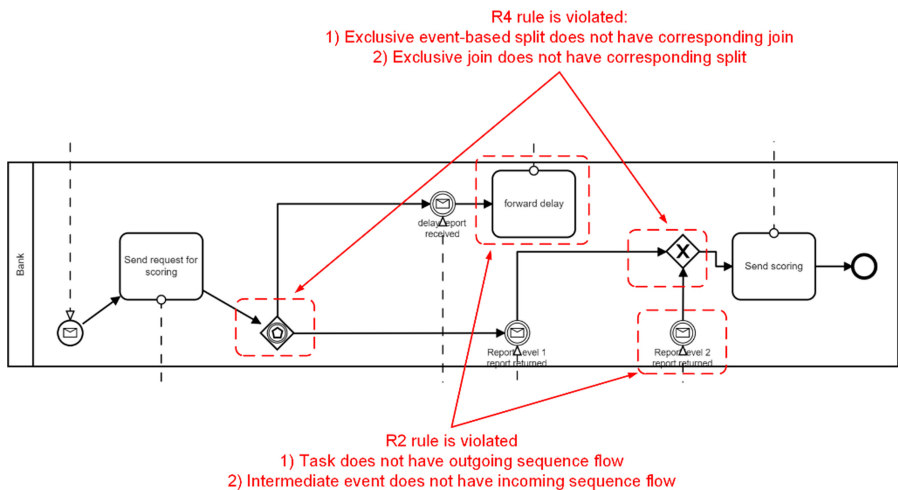 R4 rule is violated:
1) Exclusive event-based split does not have corresponding join
2) Exclusive join does not have corresponding split
Bank
Send request for
scoring
delay report
received
forward delay
Report level 1
report returned
X
Report level 2
report returned
Send scoring
R2 rule is violated
1) Task does not have outgoing sequence flow
2) Intermediate event does not have incoming sequence flow